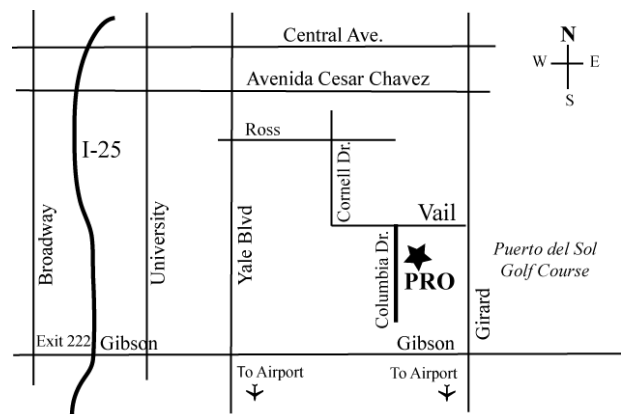 Central Ave.
N
W
E
S
Avenida Cesar Chavez
Ross
I-25
Cornell Dr.
Broadway
University
Yale Blvd
Vail
Columbia Dr.
PRO
Puerto del Sol
Golf Course
Girard
Exit 222
Gibson
Gibson
To Airport
To Airport